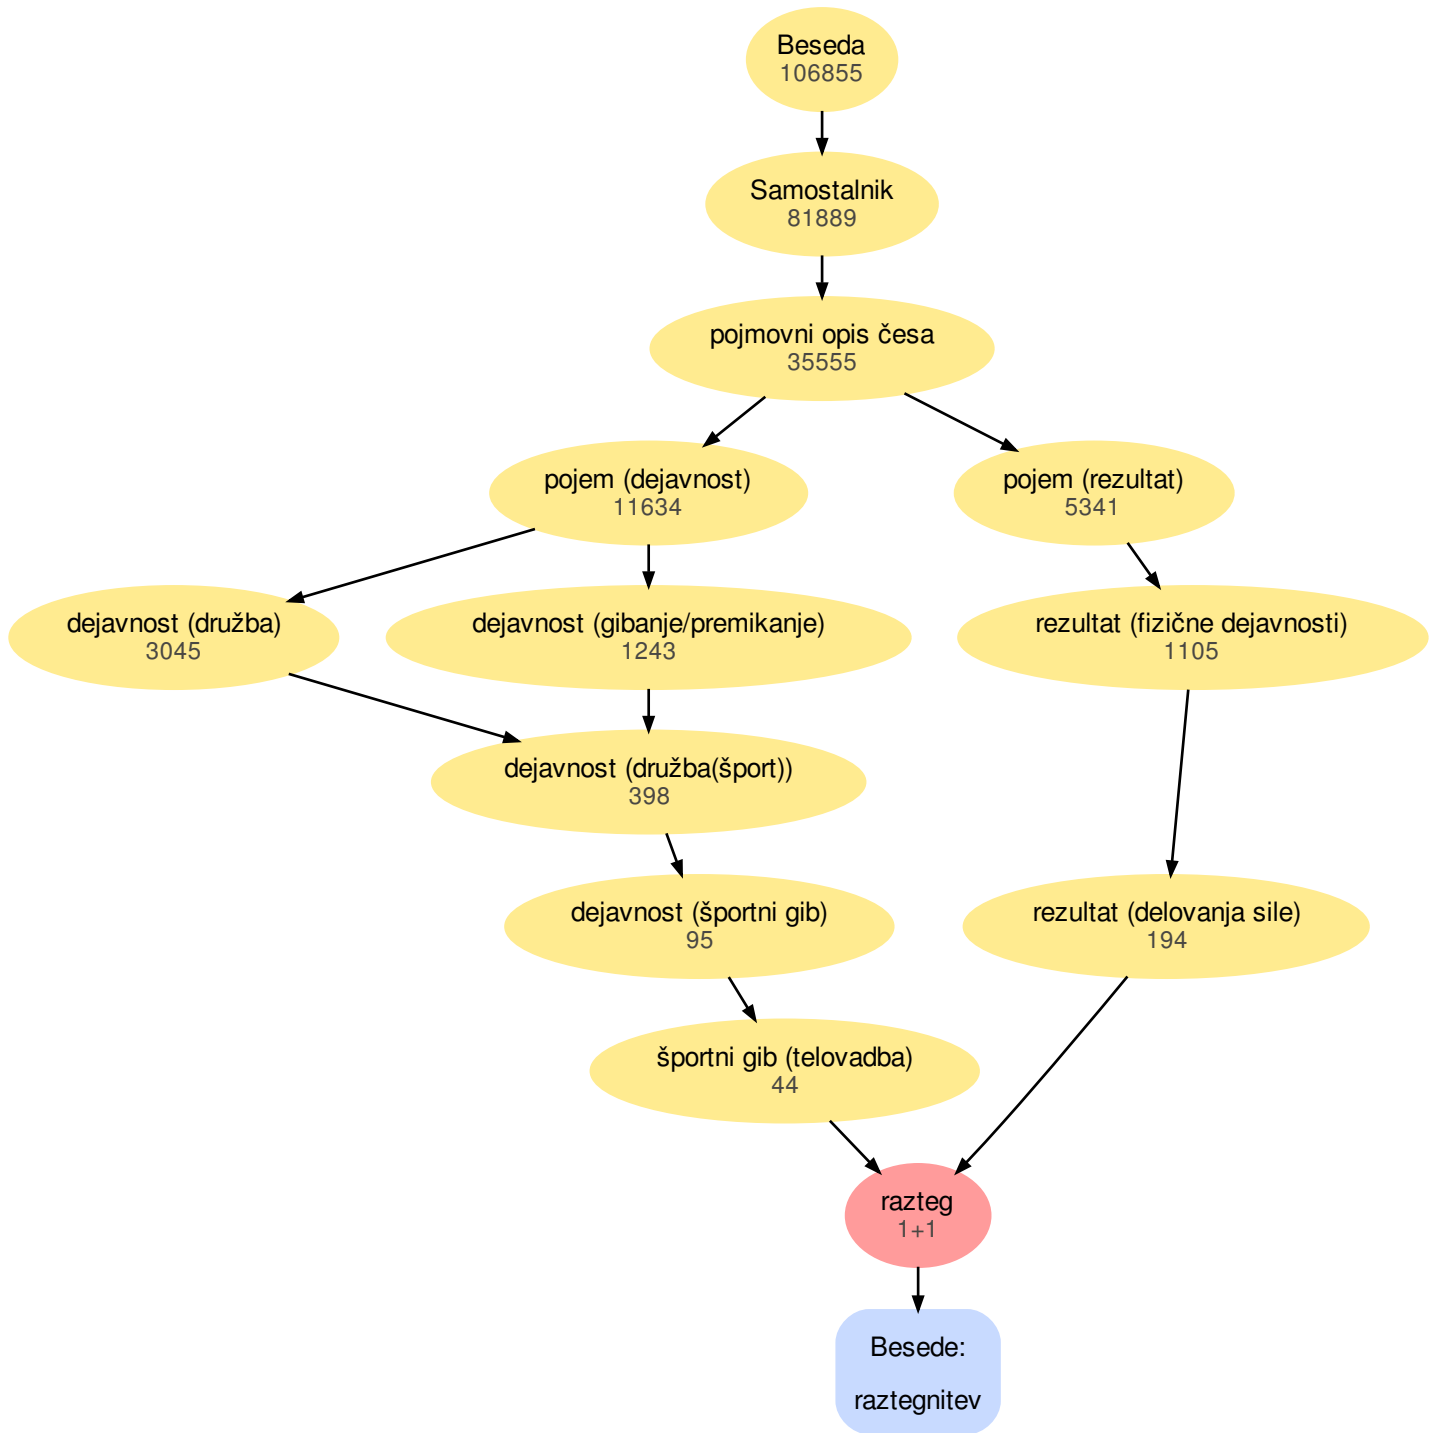 Beseda
106855
Samostalnik
81889
pojmovni opis česa
35555
pojem (dejavnost)
11634
pojem (rezultat)
5341
dejavnost (družba)
3045
dejavnost (gibanje/premikanje)
1243
rezultat (fizične dejavnosti)
1105
dejavnost (družba(šport))
398
dejavnost (športni gib)
95
rezultat (delovanja sile)
194
športni gib (telovadba)
44
razteg
1+1
Besede:
raztegnitev